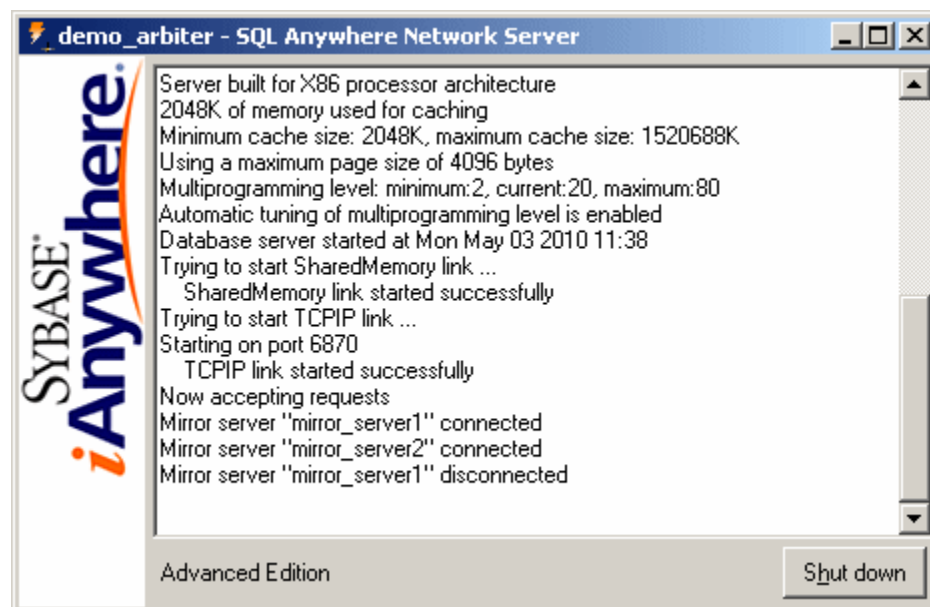 demo_arbiter - SQL Anywhere Network Server
SYBASE
iAnywhere.
Server built for X86 processor architecture
2048K of memory used for caching
Minimum cache size: 2048K, maximum cache size: 1520688K
Using a maximum page size of 4096 bytes
Multiprogramming level: minimum:2, current:20, maximum:80
Automatic tuning of multiprogramming level is enabled
Database server started at Mon May 03 2010 11:38
Trying to start SharedMemory link ...
SharedMemory link started successfully
Trying to start TCPIP link ...
Starting on port 6870
TCPIP link started successfully
Now accepting requests
Mirror server "mirror_server1" connected
Mirror server "mirror_server2" connected
Mirror server "mirror_server1" disconnected
Advanced Edition
Shut down